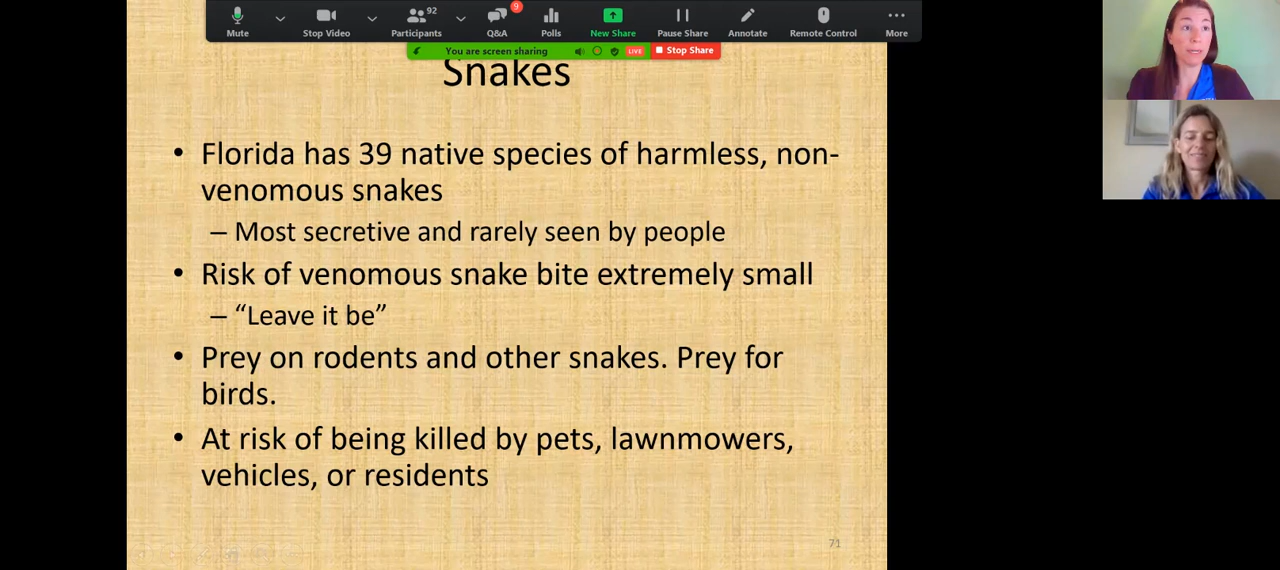 92
9
Mute
Stop Video
Participants
Q&A
Polls
New Share
Pause Share
Annotate
Remote Control
More
You are screen sharing
LIVE
Stop Share
Snakes
• Florida has 39 native species of harmless, non-
venomous snakes
– Most secretive and rarely seen by people
• Risk of venomous snake bite extremely small
– “Leave it be”
• Prey on rodents and other snakes. Prey for
birds.
• At risk of being killed by pets, lawnmowers,
vehicles, or residents
71